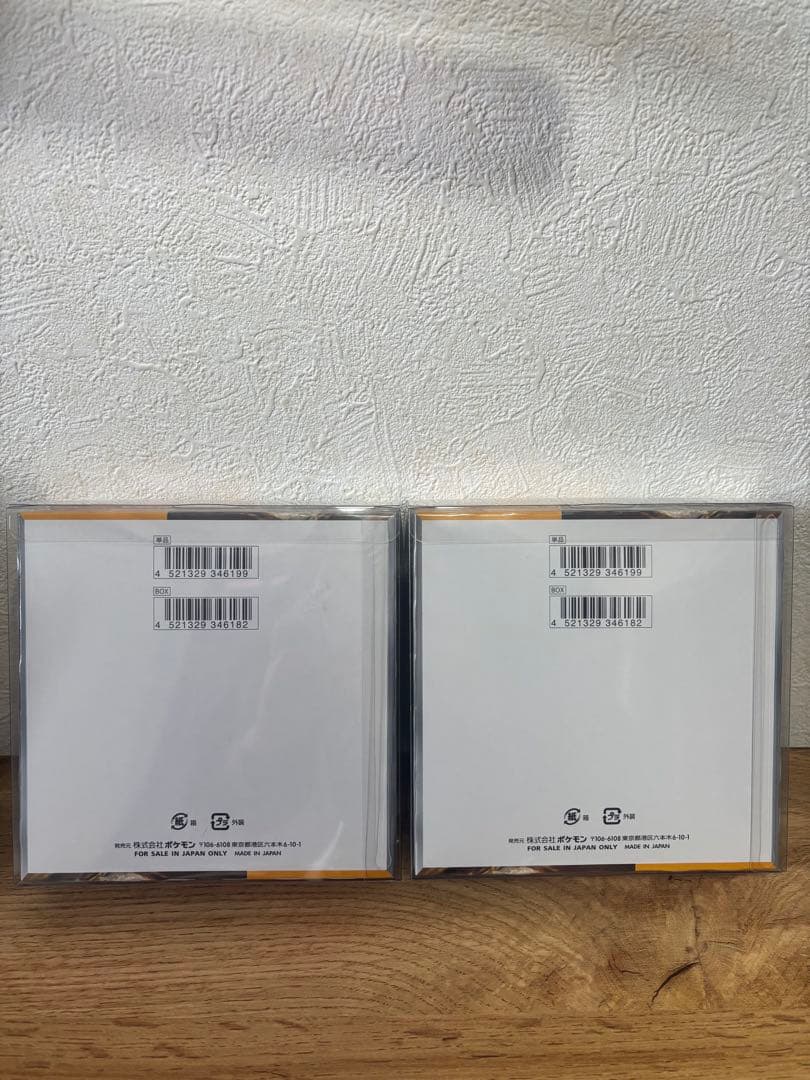 単品
4 521329 346199
BOX
4 521329 346182
紙 箱 プラ 外装
発売元 株式会社ポケモン 〒106-6108 東京都港区六本木6-10-1
FOR SALE IN JAPAN ONLY MADE IN JAPAN
単品
4 521329 346199
BOX
4 521329 346182
紙 箱 プラ 外装
発売元 株式会社ポケモン 〒106-6108 東京都港区六本木6-10-1
FOR SALE IN JAPAN ONLY MADE IN JAPAN